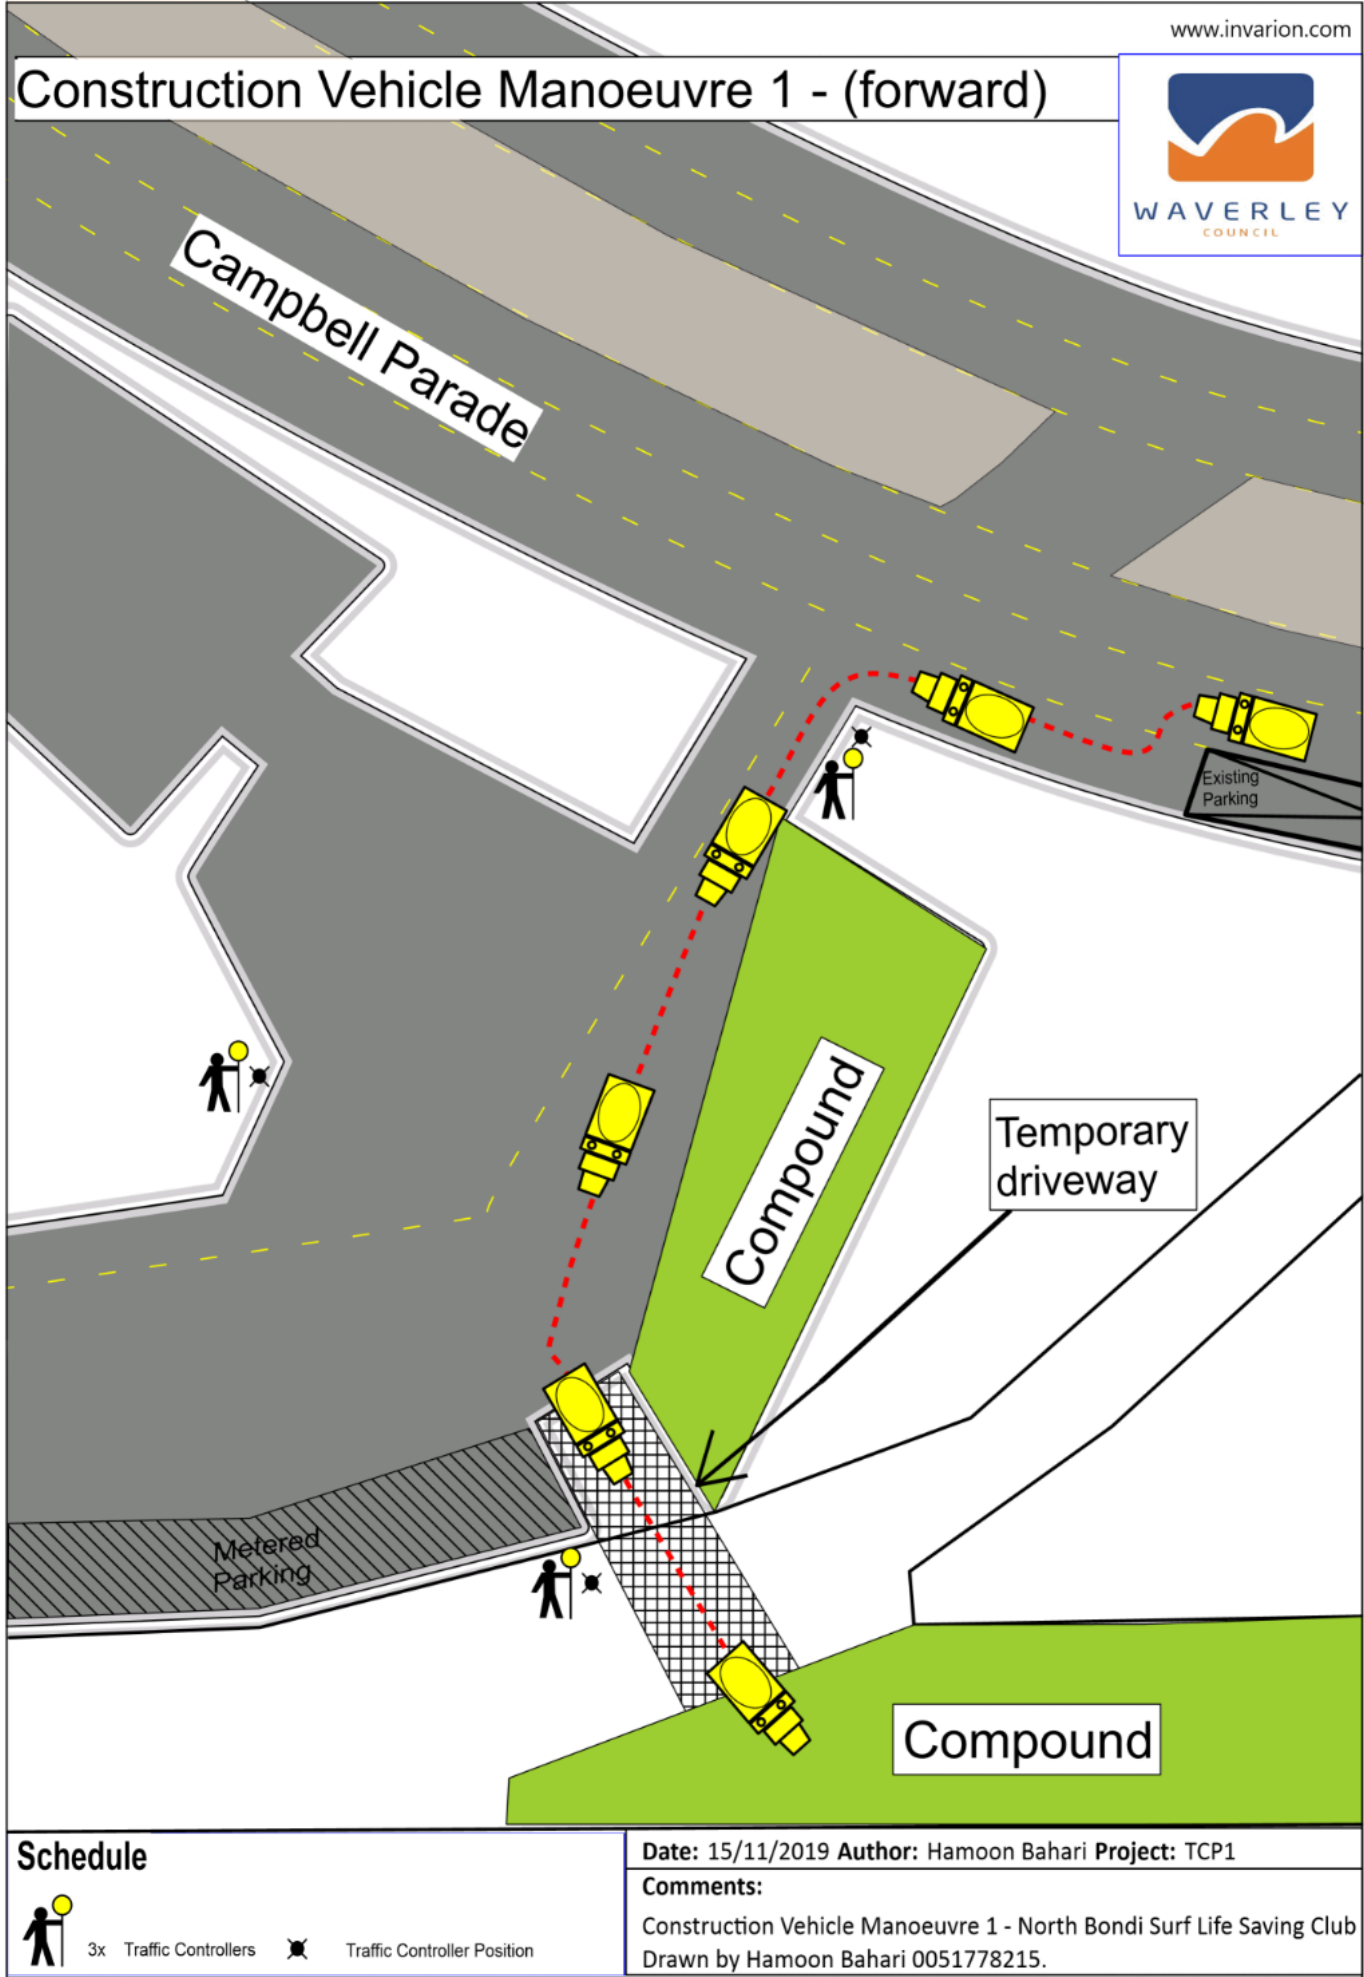 www.invarion.com
Construction Vehicle Manoeuvre 1 - (forward)
WAVERLEY
COUNCIL
Campbell Parade
Existing
Parking
Compound
Temporary
driveway
Metered
Parking
Compound
Schedule
3x Traffic Controllers
Traffic Controller Position
Date: 15/11/2019 Author: Hamoon Bahari Project: TCP1
Comments:
Construction Vehicle Manoeuvre 1 - North Bondi Surf Life Saving Club
Drawn by Hamoon Bahari 0051778215.